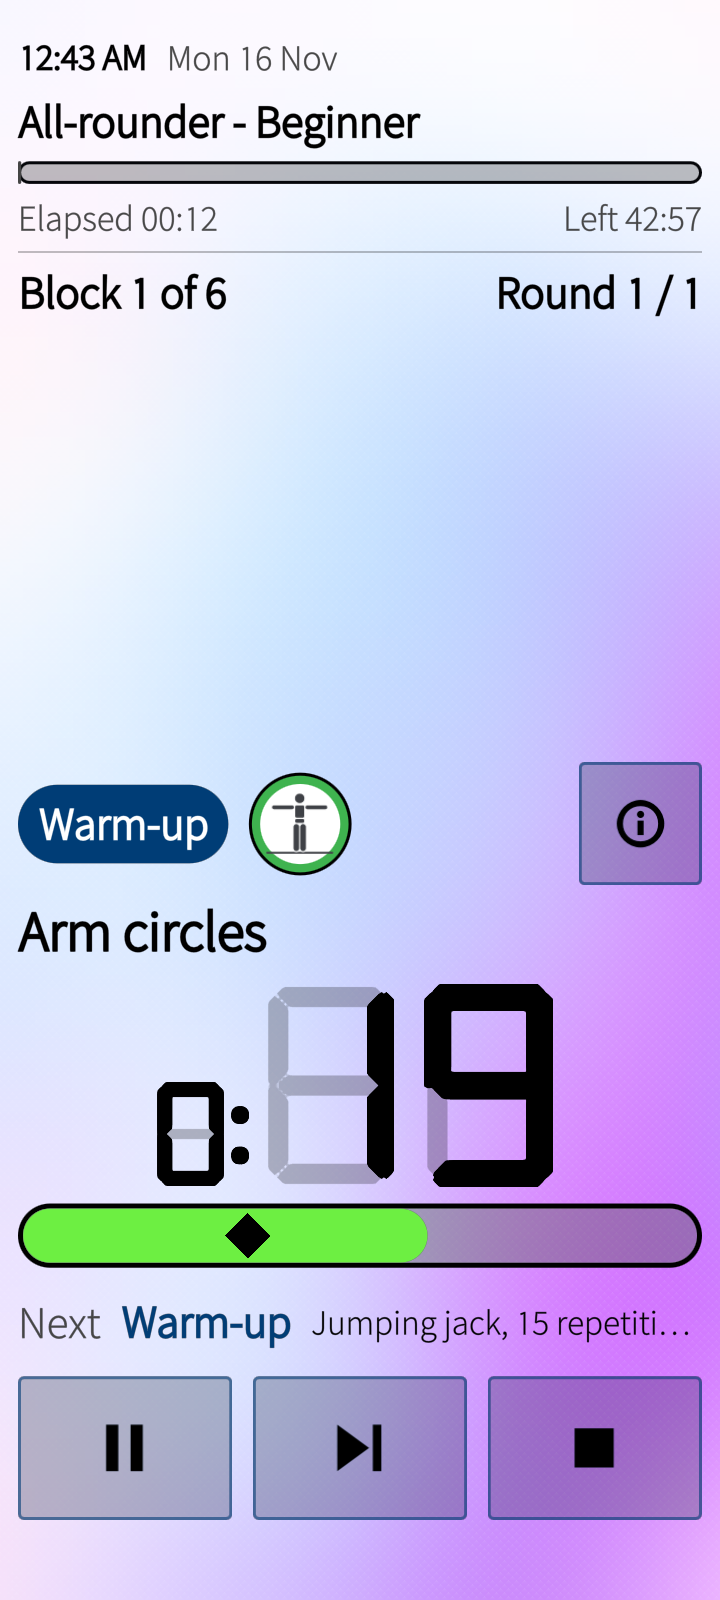 12:43 AM Mon 16 Nov
All-rounder - Beginner
Elapsed 00:12 Left 42:57
Block 1 of 6 Round 1 / 1
Warm-up
Arm circles
0:19
Next Warm-up Jumping jack, 15 repetiti...